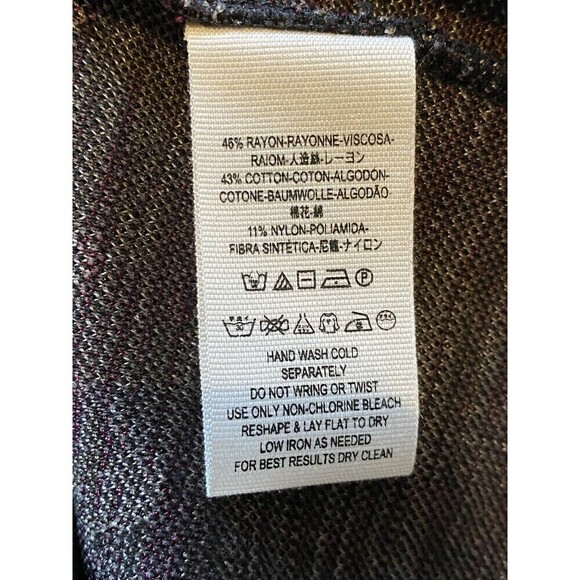 46% RAYON-RAYONNE-VISCOSA-
RAIOM-人造絲-レーヨン
43% COTTON-COTON-ALGODÓN-
COTONE-BAUMWOLLE-ALGODÃO
棉花-綿
11% NYLON-POLIAMIDA-
FIBRA SINTÉTICA-尼龍-ナイロン
HAND WASH COLD
SEPARATELY
DO NOT WRING OR TWIST
USE ONLY NON-CHLORINE BLEACH
RESHAPE & LAY FLAT TO DRY
LOW IRON AS NEEDED
FOR BEST RESULTS DRY CLEAN